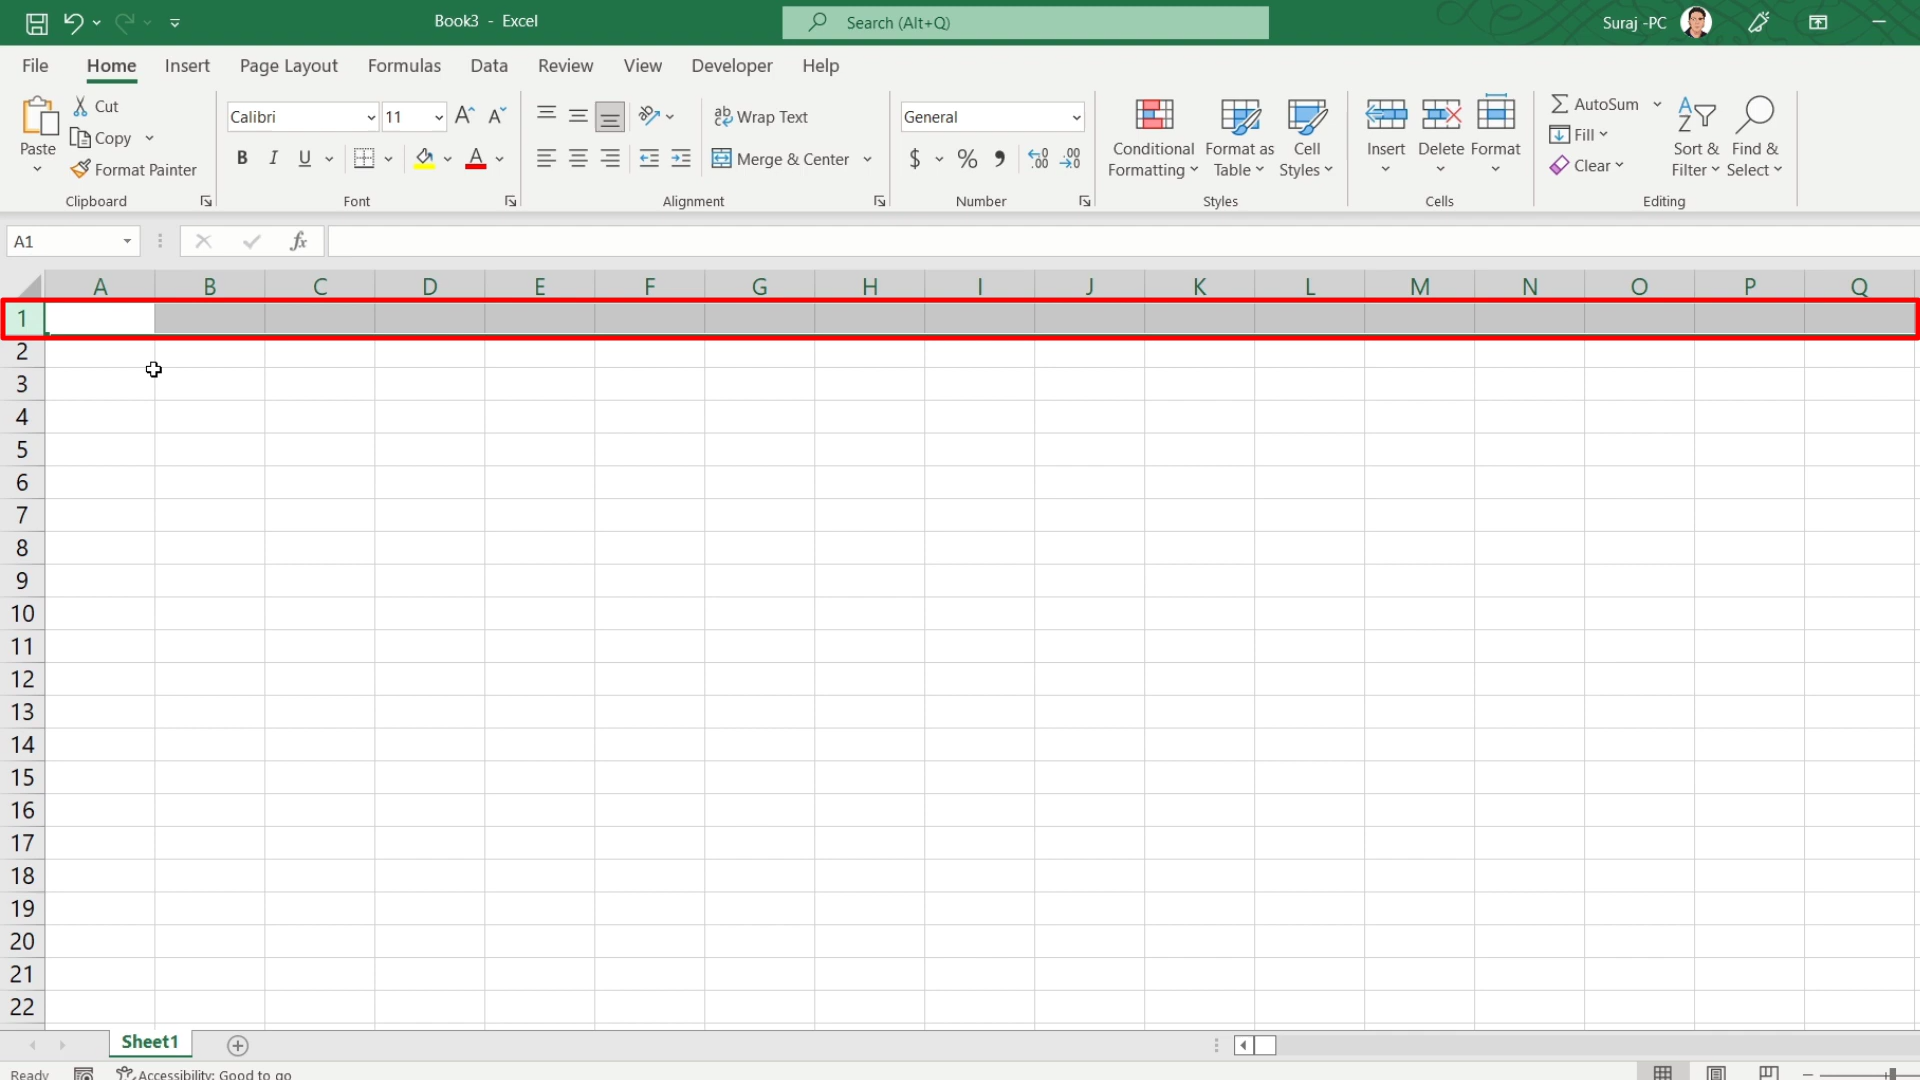 Book3 - Excel
Search (Alt+Q)
Suraj -PC
File Home Insert Page Layout Formulas Data Review View Developer Help
Paste
Cut
Copy
Format Painter
Clipboard
Calibri 11
B I U A
Font
Wrap Text
Merge & Center
Alignment
General
$ % ,
Number
Conditional Formatting
Format as Table
Cell Styles
Styles
Insert Delete Format
Cells
AutoSum
Fill
Clear
Sort & Filter
Find & Select
Editing
A1 fx
A B C D E F G H I J K L M N O P Q
1
2
3
4
5
6
7
8
9
10
11
12
13
14
15
16
17
18
19
20
21
22
Sheet1
Ready Accessibility: Good to go